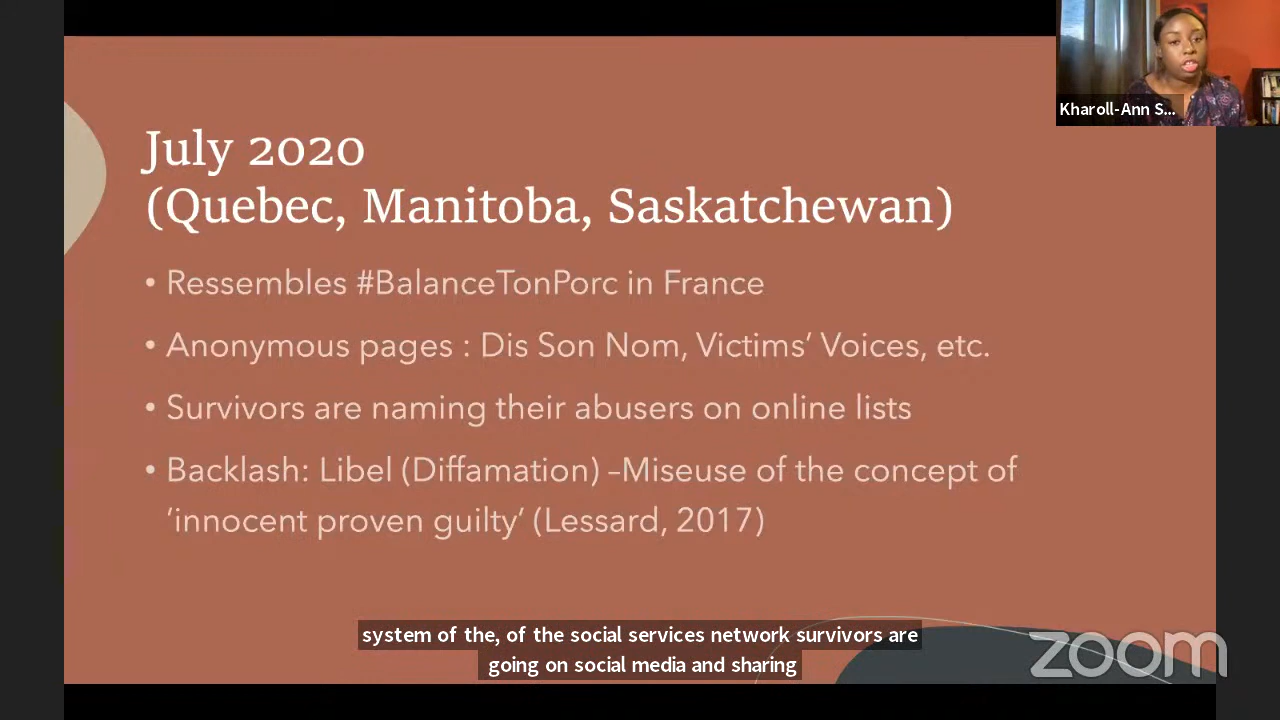 Kharoll-Ann S...
July 2020
(Quebec, Manitoba, Saskatchewan)
• Ressembles #BalanceTonPorc in France
• Anonymous pages : Dis Son Nom, Victims’ Voices, etc.
• Survivors are naming their abusers on online lists
• Backlash: Libel (Diffamation) –Miseuse of the concept of
‘innocent proven guilty’ (Lessard, 2017)
system of the, of the social services network survivors are
going on social media and sharing
zoom